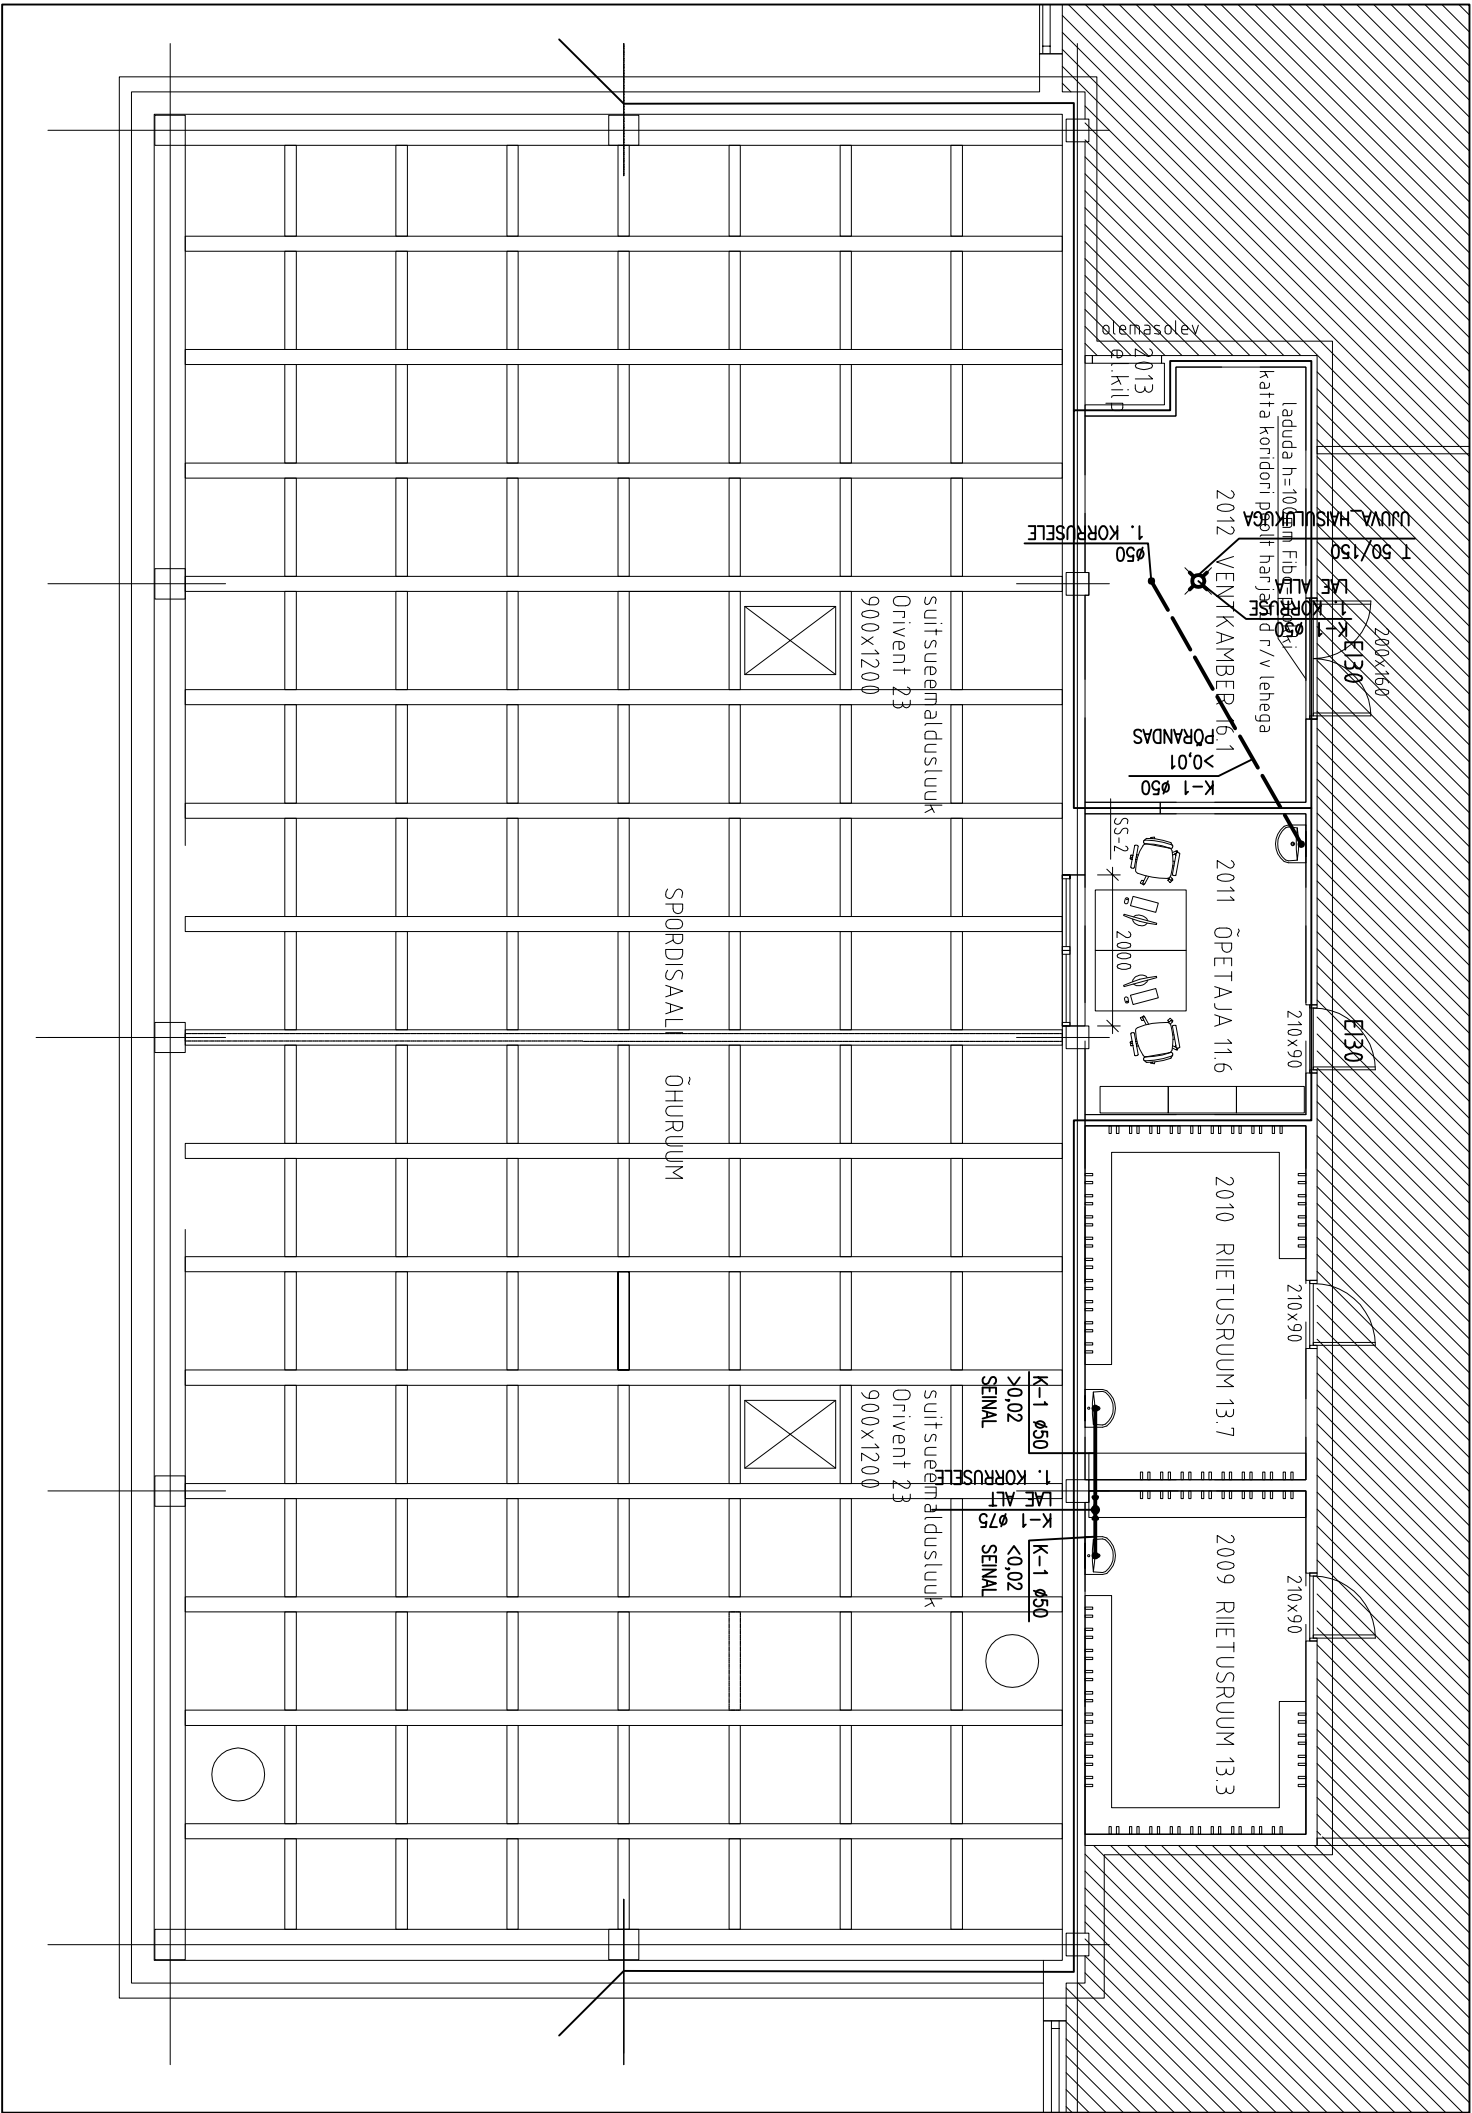 olemasolev
2013
e.kilp
laduda h=100mm Fibo
katta koridori poolt harjatud r/v lehega
2012 VENTKAMBER 16.1
T 50/150
UJUVA_HAISULUKUGA
K-1 ø50
1. KORRUSE
LAE ALLA
EI30
200x160
ø50
1. KORRUSELE
K-1 ø50
>0,01
PÕRANDAS
SS-2
2000
2011 ÕPETAJA 11.6
210x90
EI30
2010 RIIETUSRUUM 13.7
210x90
2009 RIIETUSRUUM 13.3
210x90
K-1 ø50
>0,02
SEINAL
K-1 ø75
LAE ALT
1. KORRUSELE
K-1 ø50
<0,02
SEINAL
suitsueemaldusluuk
Orivent 23
900x1200
SPORDISAALI ÕHURUUM
suitsueemaldusluuk
Orivent 23
900x1200